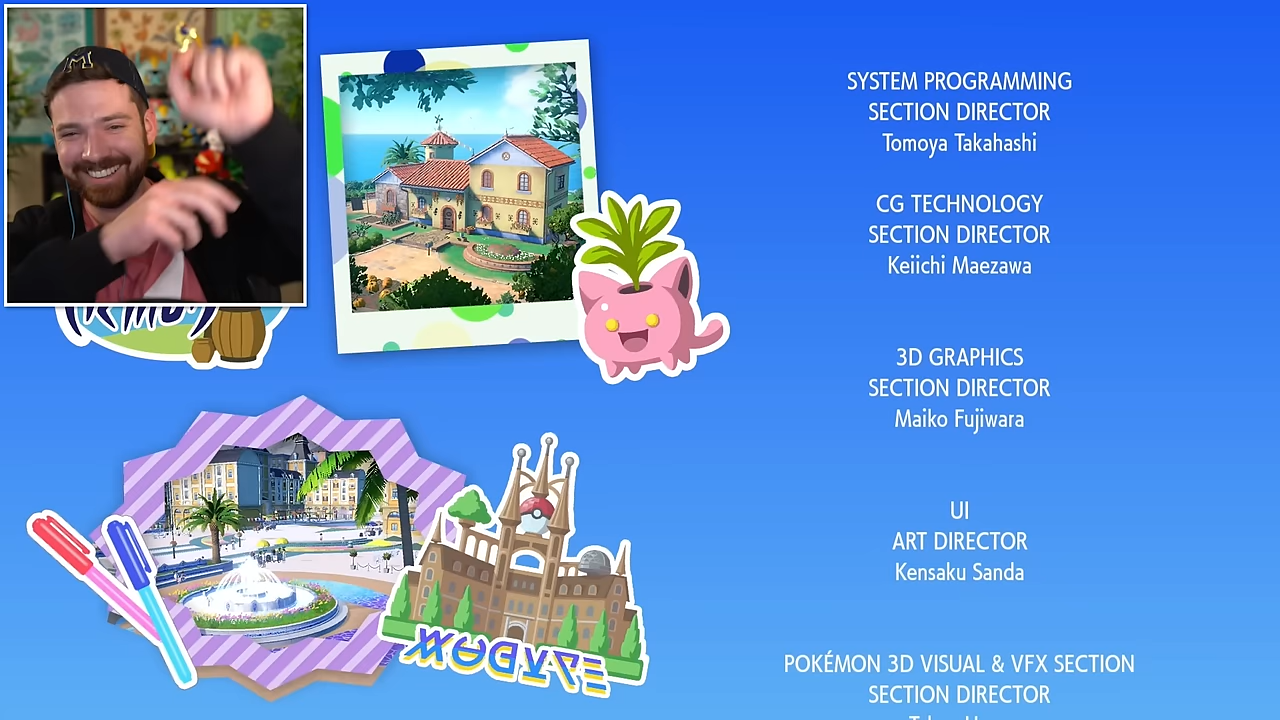 M
SYSTEM PROGRAMMING
SECTION DIRECTOR
Tomoya Takahashi
CG TECHNOLOGY
SECTION DIRECTOR
Keiichi Maezawa
3D GRAPHICS
SECTION DIRECTOR
Maiko Fujiwara
UI
ART DIRECTOR
Kensaku Sanda
POKÉMON 3D VISUAL & VFX SECTION
SECTION DIRECTOR